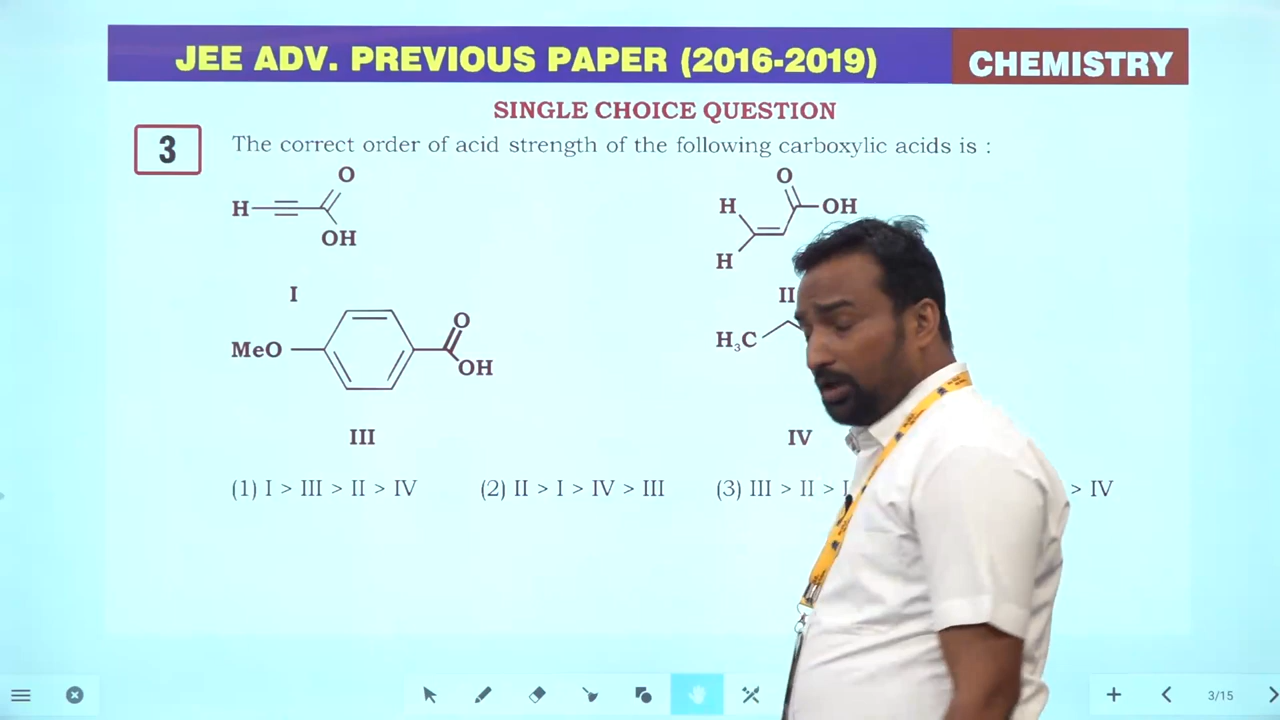 JEE ADV. PREVIOUS PAPER (2016-2019) CHEMISTRY
SINGLE CHOICE QUESTION
3 The correct order of acid strength of the following carboxylic acids is :
O
H
OH
I
O
H
OH
H
II
MeO
O
OH
III
H₃C
IV
(1) I > III > II > IV (2) II > I > IV > III (3) III > II > > IV
3/15